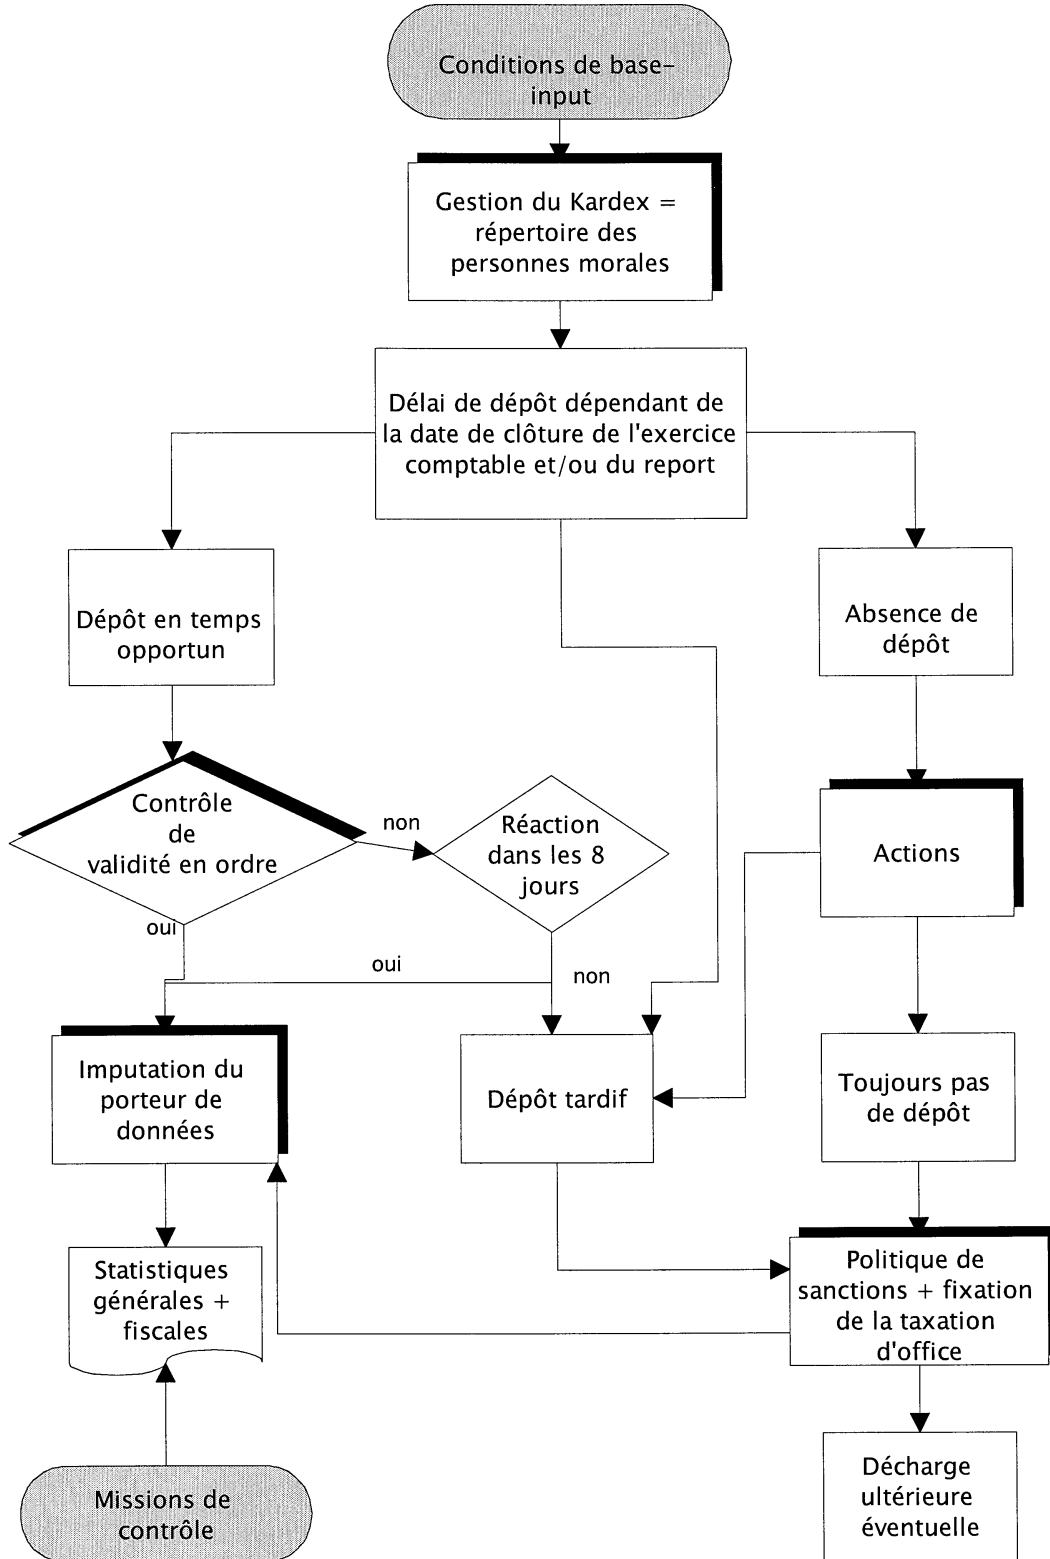 Conditions de base-
input
Gestion du Kardex =
répertoire des
personnes morales
Délai de dépôt dépendant de
la date de clôture de l'exercice
comptable et/ou du report
Dépôt en temps
opportun
Absence de
dépôt
Contrôle
de
validité en ordre
non
Réaction
dans les 8
jours
Actions
oui
oui
non
Imputation du
porteur de
données
Dépôt tardif
Toujours pas
de dépôt
Statistiques
générales +
fiscales
Politique de
sanctions + fixation
de la taxation
d'office
Missions de
contrôle
Décharge
ultérieure
éventuelle